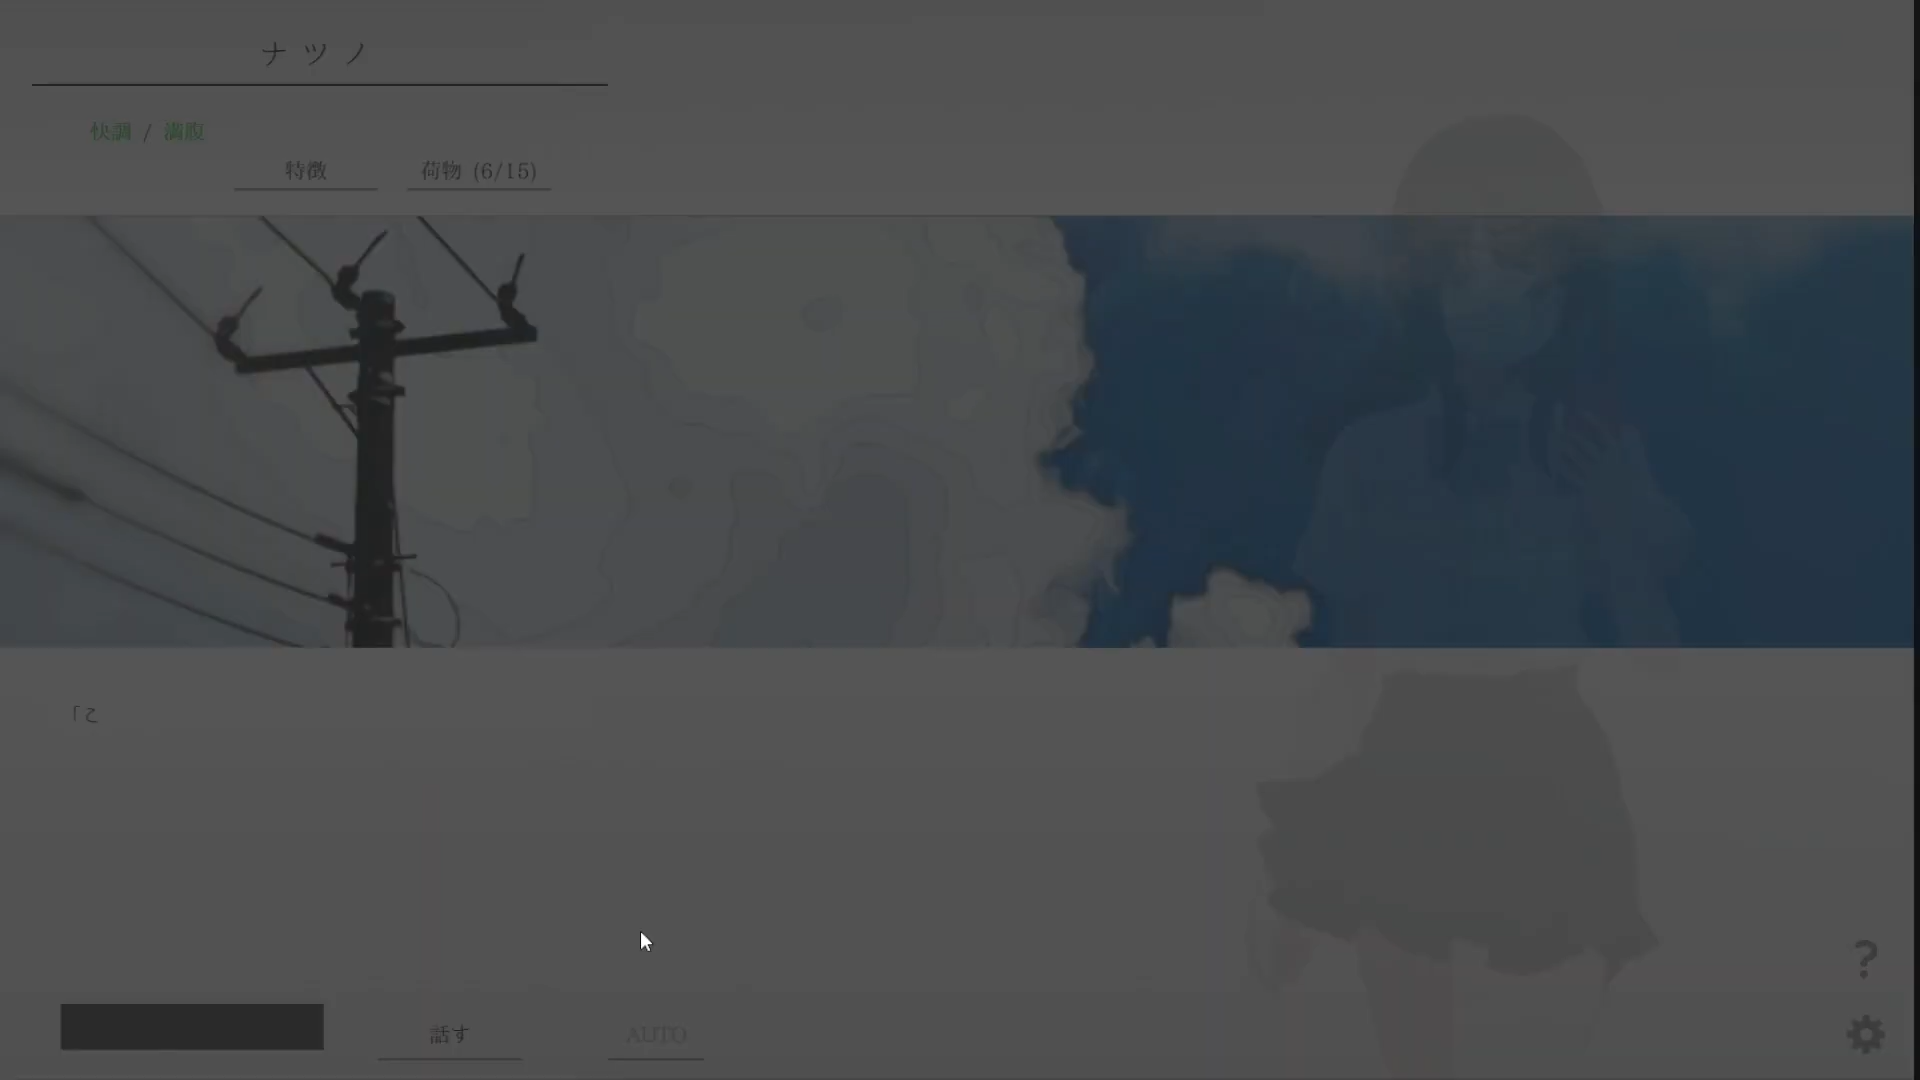 ナツノ
快調 / 満腹
特徴
荷物 (6/15)
「こ
話す
AUTO
?